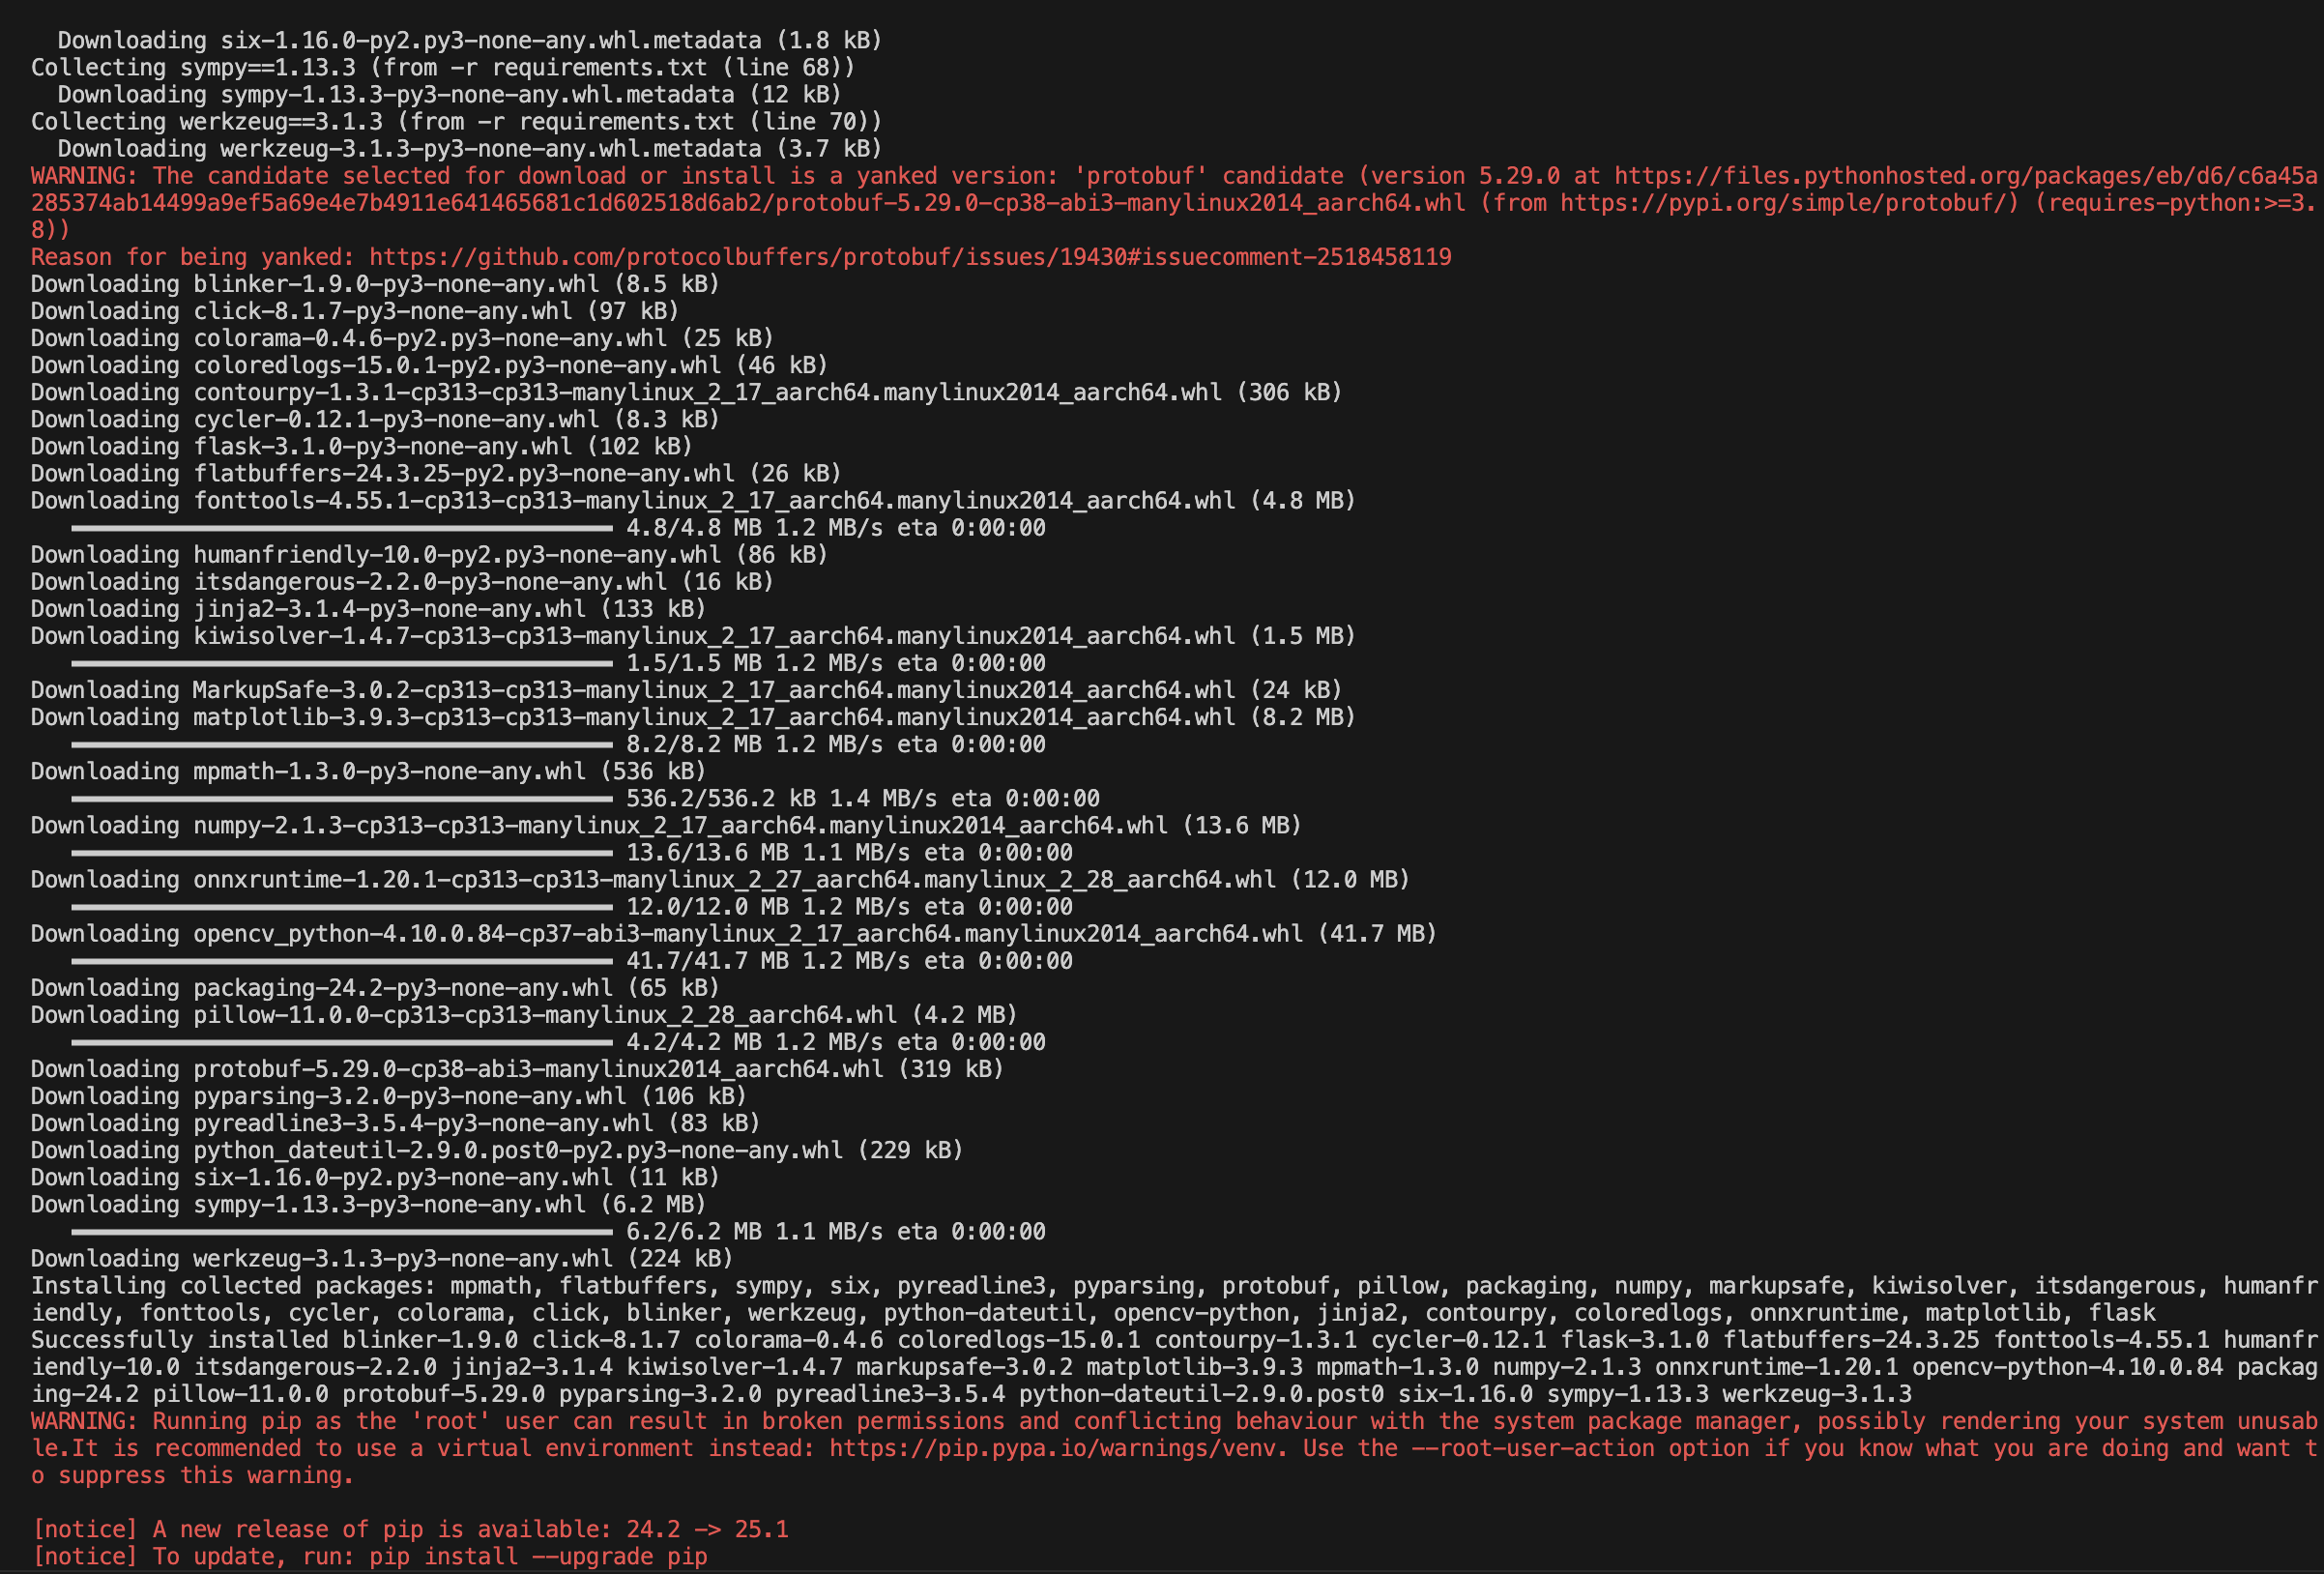 Downloading six-1.16.0-py2.py3-none-any.whl.metadata (1.8 kB)
Collecting sympy==1.13.3 (from -r requirements.txt (line 68))
  Downloading sympy-1.13.3-py3-none-any.whl.metadata (12 kB)
Collecting werkzeug==3.1.3 (from -r requirements.txt (line 70))
  Downloading werkzeug-3.1.3-py3-none-any.whl.metadata (3.7 kB)
WARNING: The candidate selected for download or install is a yanked version: 'protobuf' candidate (version 5.29.0 at https://files.pythonhosted.org/packages/eb/d6/c6a45a
285374ab14499a9ef5a69e4e7b4911e641465681c1d602518d6ab2/protobuf-5.29.0-cp38-abi3-manylinux2014_aarch64.whl (from https://pypi.org/simple/protobuf/) (requires-python:>=3.
8))
Reason for being yanked: https://github.com/protocolbuffers/protobuf/issues/19430#issuecomment-2518458119
Downloading blinker-1.9.0-py3-none-any.whl (8.5 kB)
Downloading click-8.1.7-py3-none-any.whl (97 kB)
Downloading colorama-0.4.6-py2.py3-none-any.whl (25 kB)
Downloading coloredlogs-15.0.1-py2.py3-none-any.whl (46 kB)
Downloading contourpy-1.3.1-cp313-cp313-manylinux_2_17_aarch64.manylinux2014_aarch64.whl (306 kB)
Downloading cycler-0.12.1-py3-none-any.whl (8.3 kB)
Downloading flask-3.1.0-py3-none-any.whl (102 kB)
Downloading flatbuffers-24.3.25-py2.py3-none-any.whl (26 kB)
Downloading fonttools-4.55.1-cp313-cp313-manylinux_2_17_aarch64.manylinux2014_aarch64.whl (4.8 MB)
4.8/4.8 MB 1.2 MB/s eta 0:00:00
Downloading humanfriendly-10.0-py2.py3-none-any.whl (86 kB)
Downloading itsdangerous-2.2.0-py3-none-any.whl (16 kB)
Downloading jinja2-3.1.4-py3-none-any.whl (133 kB)
Downloading kiwisolver-1.4.7-cp313-cp313-manylinux_2_17_aarch64.manylinux2014_aarch64.whl (1.5 MB)
1.5/1.5 MB 1.2 MB/s eta 0:00:00
Downloading MarkupSafe-3.0.2-cp313-cp313-manylinux_2_17_aarch64.manylinux2014_aarch64.whl (24 kB)
Downloading matplotlib-3.9.3-cp313-cp313-manylinux_2_17_aarch64.manylinux2014_aarch64.whl (8.2 MB)
8.2/8.2 MB 1.2 MB/s eta 0:00:00
Downloading mpmath-1.3.0-py3-none-any.whl (536 kB)
536.2/536.2 kB 1.4 MB/s eta 0:00:00
Downloading numpy-2.1.3-cp313-cp313-manylinux_2_17_aarch64.manylinux2014_aarch64.whl (13.6 MB)
13.6/13.6 MB 1.1 MB/s eta 0:00:00
Downloading onnxruntime-1.20.1-cp313-cp313-manylinux_2_27_aarch64.manylinux_2_28_aarch64.whl (12.0 MB)
12.0/12.0 MB 1.2 MB/s eta 0:00:00
Downloading opencv_python-4.10.0.84-cp37-abi3-manylinux_2_17_aarch64.manylinux2014_aarch64.whl (41.7 MB)
41.7/41.7 MB 1.2 MB/s eta 0:00:00
Downloading packaging-24.2-py3-none-any.whl (65 kB)
Downloading pillow-11.0.0-cp313-cp313-manylinux_2_28_aarch64.whl (4.2 MB)
4.2/4.2 MB 1.2 MB/s eta 0:00:00
Downloading protobuf-5.29.0-cp38-abi3-manylinux2014_aarch64.whl (319 kB)
Downloading pyparsing-3.2.0-py3-none-any.whl (106 kB)
Downloading pyreadline3-3.5.4-py3-none-any.whl (83 kB)
Downloading python_dateutil-2.9.0.post0-py2.py3-none-any.whl (229 kB)
Downloading six-1.16.0-py2.py3-none-any.whl (11 kB)
Downloading sympy-1.13.3-py3-none-any.whl (6.2 MB)
6.2/6.2 MB 1.1 MB/s eta 0:00:00
Downloading werkzeug-3.1.3-py3-none-any.whl (224 kB)
Installing collected packages: mpmath, flatbuffers, sympy, six, pyreadline3, pyparsing, protobuf, pillow, packaging, numpy, markupsafe, kiwisolver, itsdangerous, humanfr
iendly, fonttools, cycler, colorama, click, blinker, werkzeug, python-dateutil, opencv-python, jinja2, contourpy, coloredlogs, onnxruntime, matplotlib, flask
Successfully installed blinker-1.9.0 click-8.1.7 colorama-0.4.6 coloredlogs-15.0.1 contourpy-1.3.1 cycler-0.12.1 flask-3.1.0 flatbuffers-24.3.25 fonttools-4.55.1 humanfr
iendly-10.0 itsdangerous-2.2.0 jinja2-3.1.4 kiwisolver-1.4.7 markupsafe-3.0.2 matplotlib-3.9.3 mpmath-1.3.0 numpy-2.1.3 onnxruntime-1.20.1 opencv-python-4.10.0.84 packag
ing-24.2 pillow-11.0.0 protobuf-5.29.0 pyparsing-3.2.0 pyreadline3-3.5.4 python-dateutil-2.9.0.post0 six-1.16.0 sympy-1.13.3 werkzeug-3.1.3
WARNING: Running pip as the 'root' user can result in broken permissions and conflicting behaviour with the system package manager, possibly rendering your system unusab
le.It is recommended to use a virtual environment instead: https://pip.pypa.io/warnings/venv. Use the --root-user-action option if you know what you are doing and want t
o suppress this warning.
[notice] A new release of pip is available: 24.2 -> 25.1
[notice] To update, run: pip install --upgrade pip